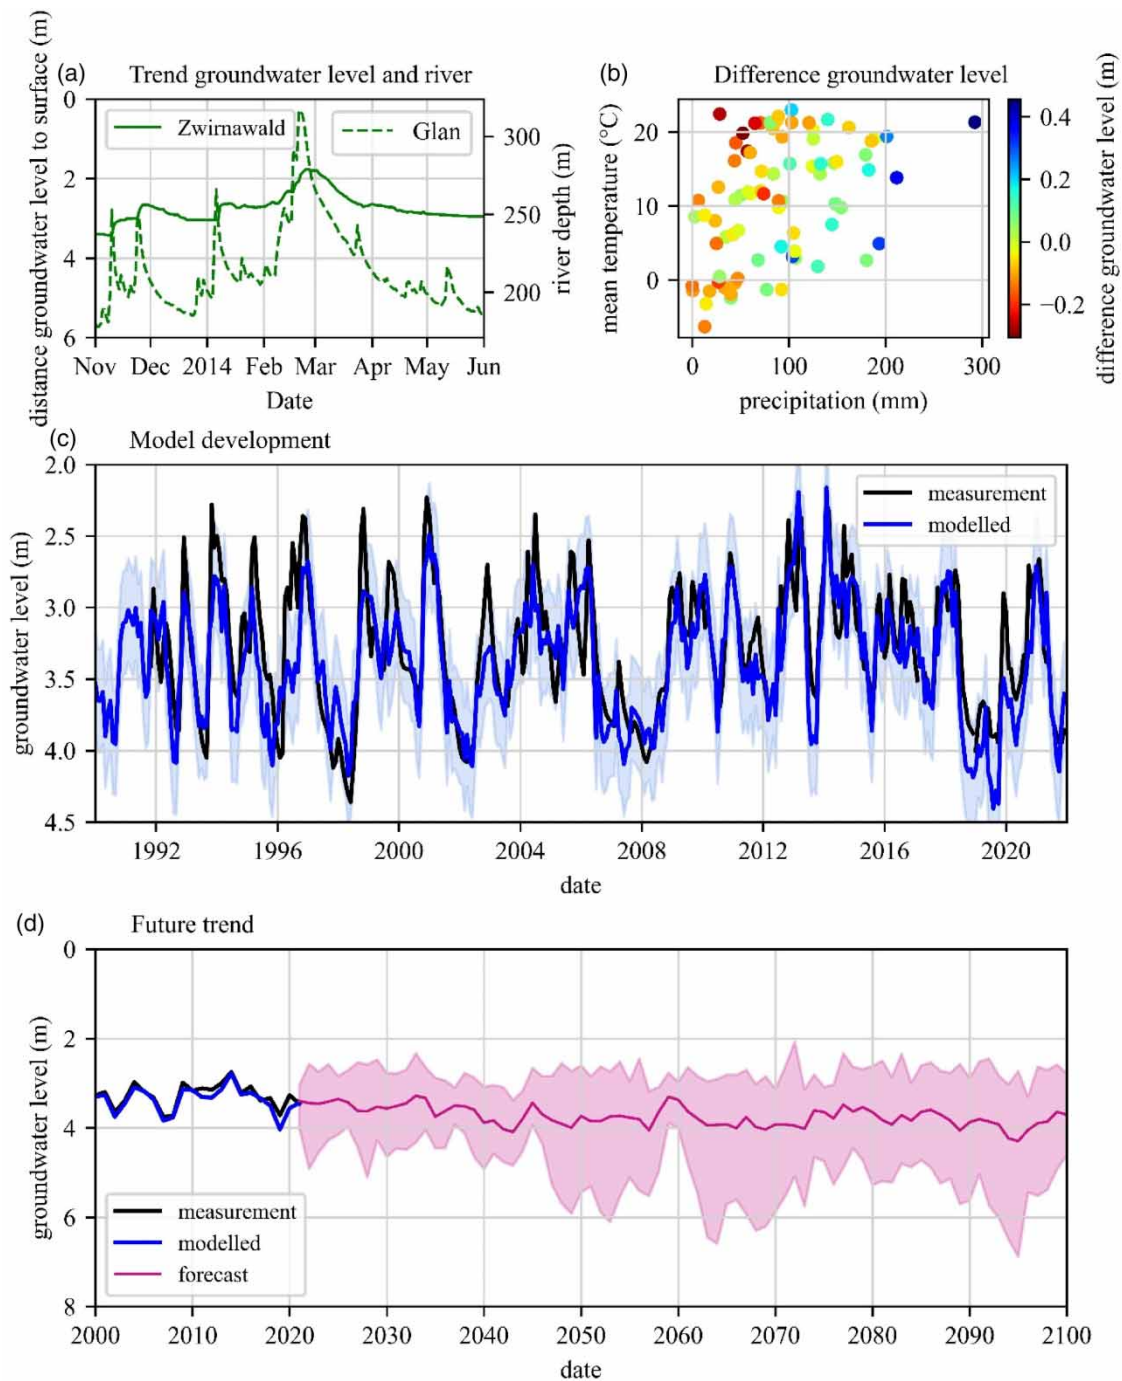 (a) Trend groundwater level and river
distance groundwater level to surface (m)
0
2
4
6
Zwirnawald
Glan
300
250
200
river depth (m)
Nov Dec 2014 Feb Mar Apr May Jun
Date
(b) Difference groundwater level
mean temperature (°C)
20
10
0
0 100 200 300
precipitation (mm)
0.4
0.2
0.0
−0.2
difference groundwater level (m)
(c) Model development
groundwater level (m)
2.0
2.5
3.0
3.5
4.0
4.5
measurement
modelled
1992 1996 2000 2004 2008 2012 2016 2020
date
(d) Future trend
groundwater level (m)
0
2
4
6
8
measurement
modelled
forecast
2000 2010 2020 2030 2040 2050 2060 2070 2080 2090 2100
date